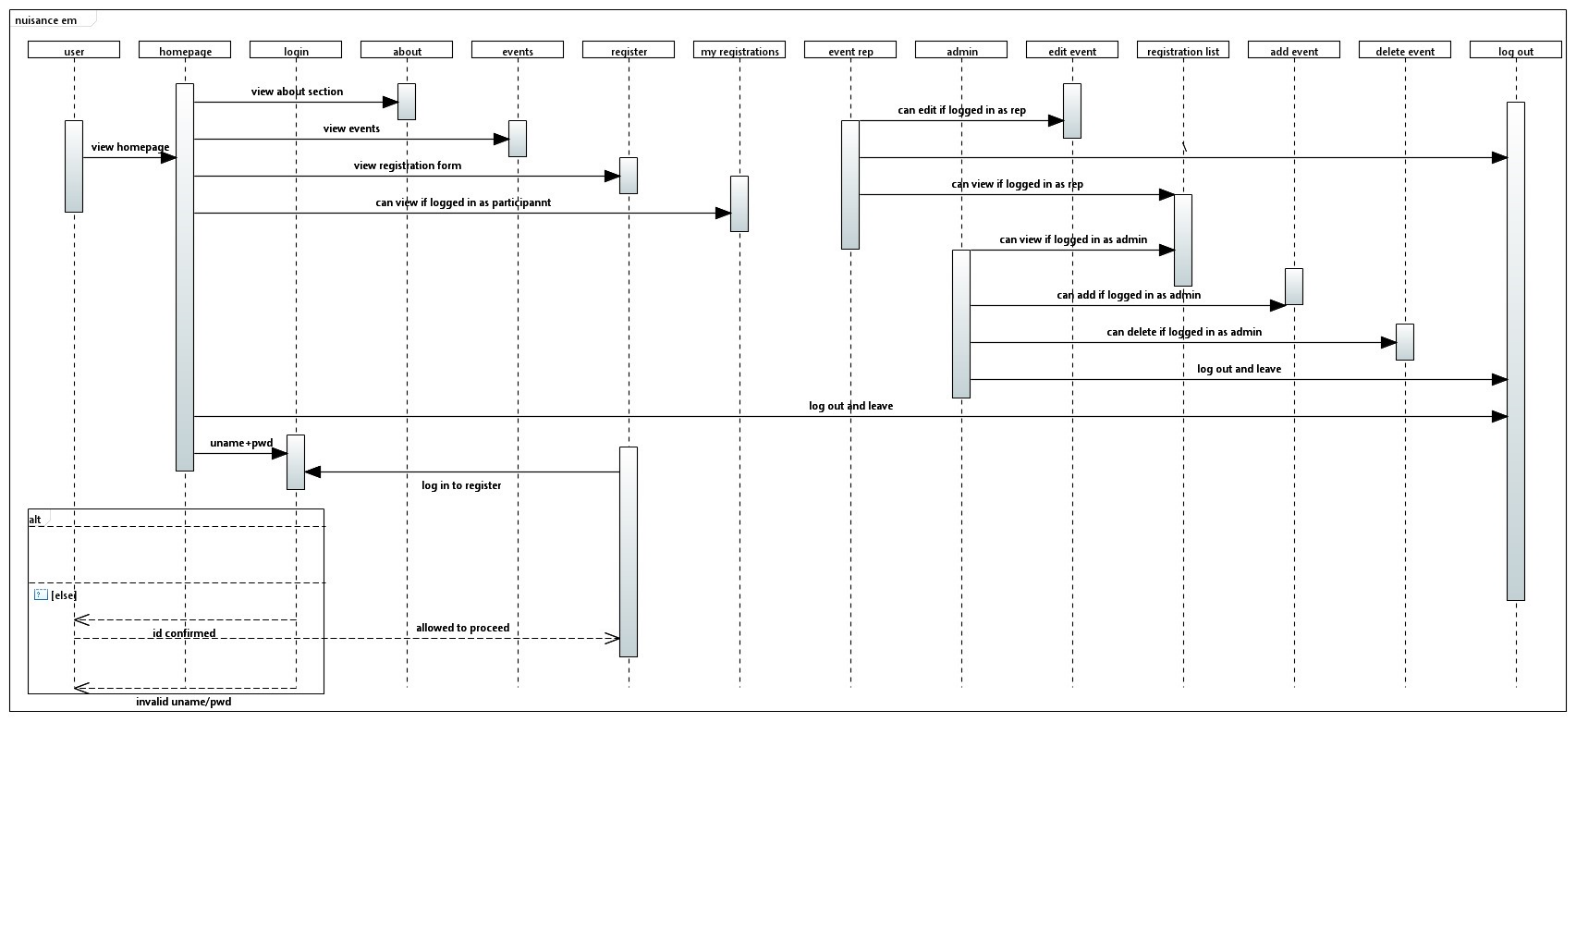 nuisance em
user
homepage
login
about
events
register
my registrations
event rep
admin
edit event
registration list
add event
delete event
log out
view about section
can edit if logged in as rep
view events
view homepage
\
view registration form
can view if logged in as rep
can view if logged in as participannt
can view if logged in as admin
can add if logged in as admin
can delete if logged in as admin
log out and leave
log out and leave
uname+pwd
log in to register
alt
[else]
id confirmed
allowed to proceed
invalid uname/pwd